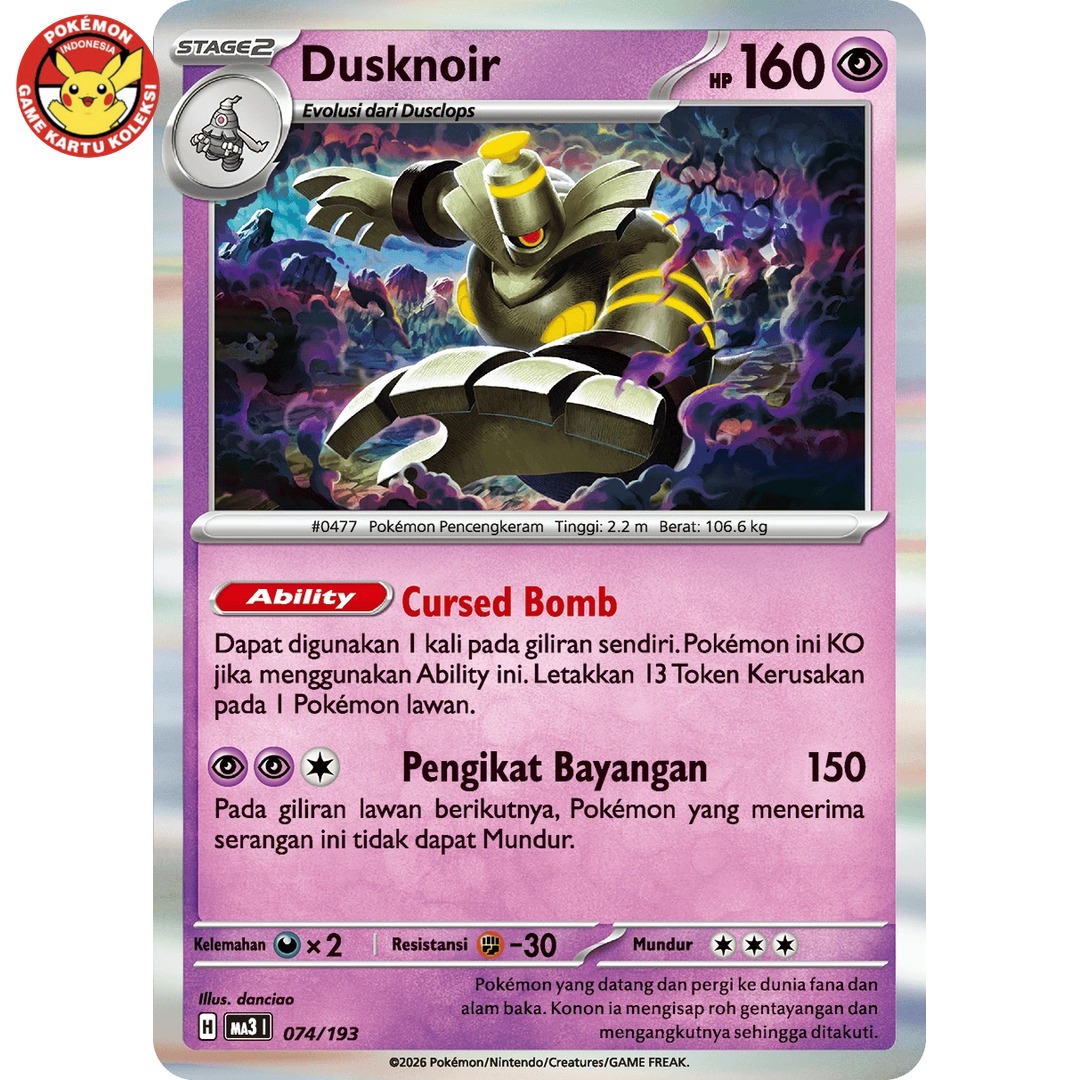 POKÉMON
INDONESIA
GAME KARTU KOLEKSI
STAGE2
Dusknoir
HP 160
Evolusi dari Dusclops
#0477 Pokémon Pencengkeram Tinggi: 2.2 m Berat: 106.6 kg
Ability Cursed Bomb
Dapat digunakan 1 kali pada giliran sendiri. Pokémon ini KO
jika menggunakan Ability ini. Letakkan 13 Token Kerusakan
pada 1 Pokémon lawan.
Pengikat Bayangan 150
Pada giliran lawan berikutnya, Pokémon yang menerima
serangan ini tidak dapat Mundur.
Kelemahan ×2 Resistansi -30 Mundur
Illus. danciao
Pokémon yang datang dan pergi ke dunia fana dan
alam baka. Konon ia mengisap roh gentayangan dan
mengangkutnya sehingga ditakuti.
H MA3 I 074/193
©2026 Pokémon/Nintendo/Creatures/GAME FREAK.